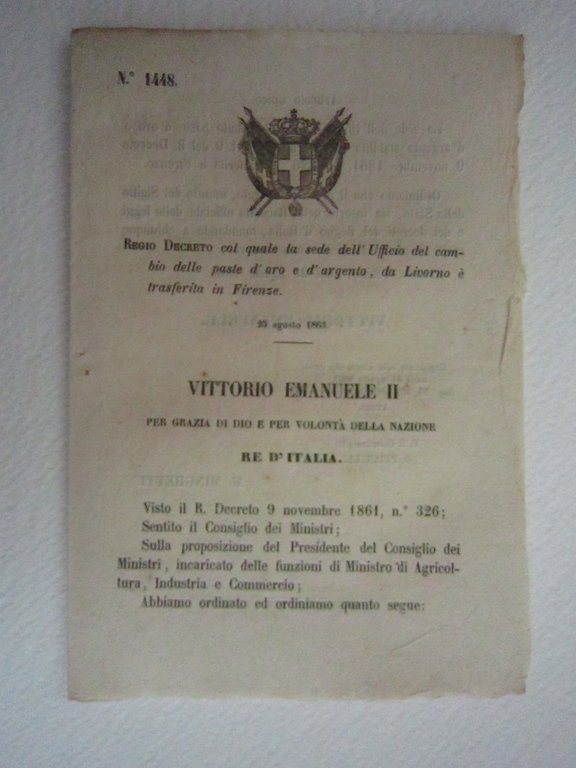 N.° 1448.
REGIO DECRETO col quale la sede dell'Ufficio del cam-
bio delle paste d'oro e d'argento, da Livorno è
trasferita in Firenze.
25 agosto 1863
VITTORIO EMANUELE II
PER GRAZIA DI DIO E PER VOLONTÀ DELLA NAZIONE
RE D'ITALIA.
Visto il R. Decreto 9 novembre 1861, n.° 326;
Sentito il Consiglio dei Ministri;
Sulla proposizione del Presidente del Consiglio dei
Ministri, incaricato delle funzioni di Ministro di Agricol-
tura, Industria e Commercio;
Abbiamo ordinato ed ordiniamo quanto segue: